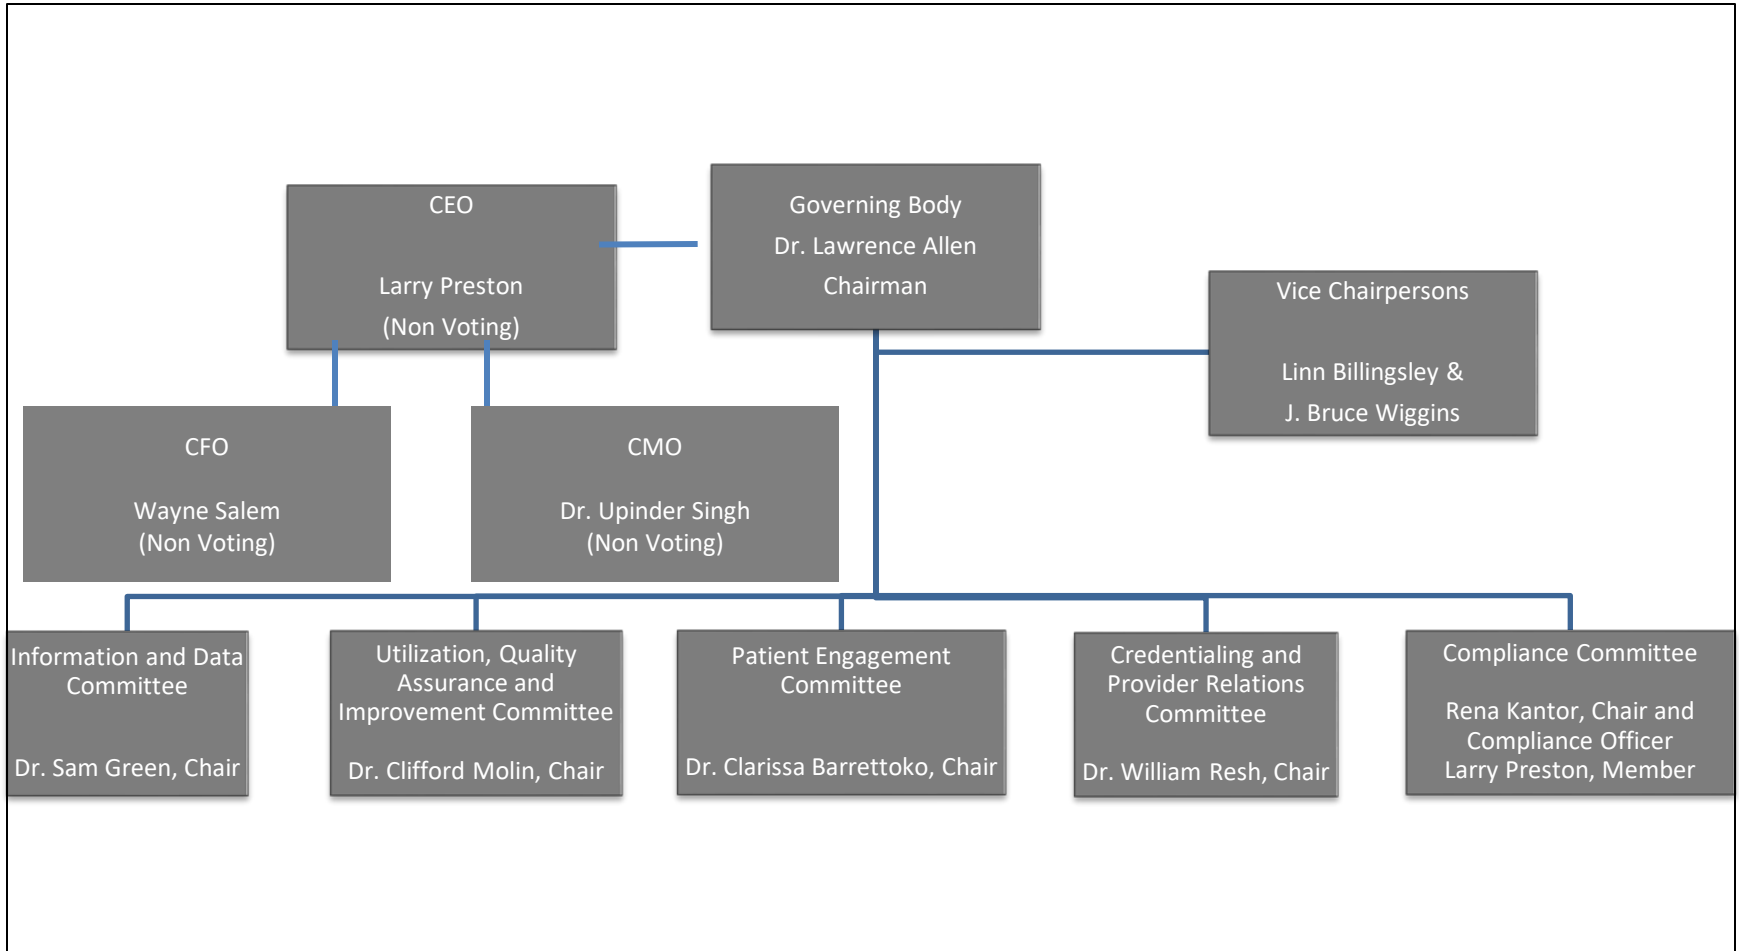 CEO
Larry Preston
(Non Voting)
Governing Body
Dr. Lawrence Allen
Chairman
Vice Chairpersons
Linn Billingsley &
J. Bruce Wiggins
CFO
Wayne Salem
(Non Voting)
CMO
Dr. Upinder Singh
(Non Voting)
Information and Data
Committee
Dr. Sam Green, Chair
Utilization, Quality
Assurance and
Improvement Committee
Dr. Clifford Molin, Chair
Patient Engagement
Committee
Dr. Clarissa Barrettoko, Chair
Credentialing and
Provider Relations
Committee
Dr. William Resh, Chair
Compliance Committee
Rena Kantor, Chair and
Compliance Officer
Larry Preston, Member